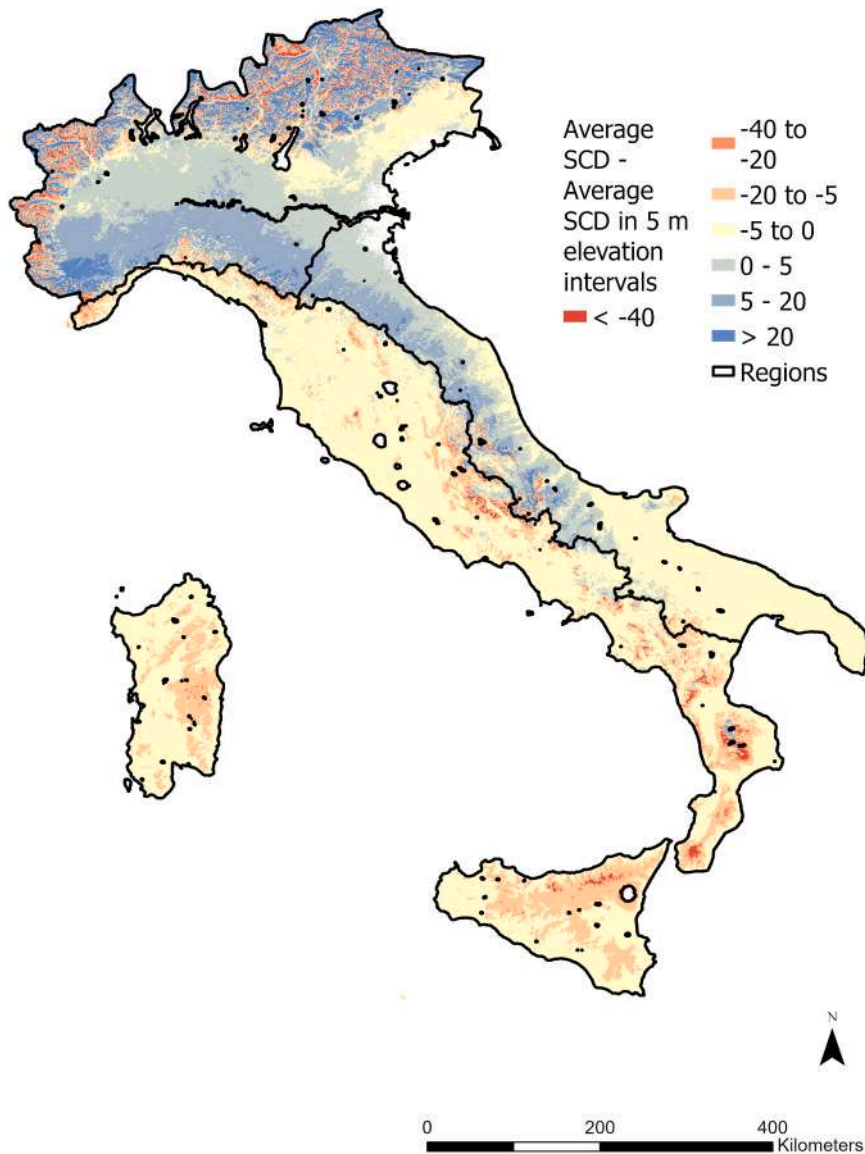 Average
SCD -
Average
SCD in 5 m
elevation
intervals
< -40
-40 to
-20
-20 to -5
-5 to 0
0 - 5
5 - 20
> 20
Regions
N
0 200 400
Kilometers